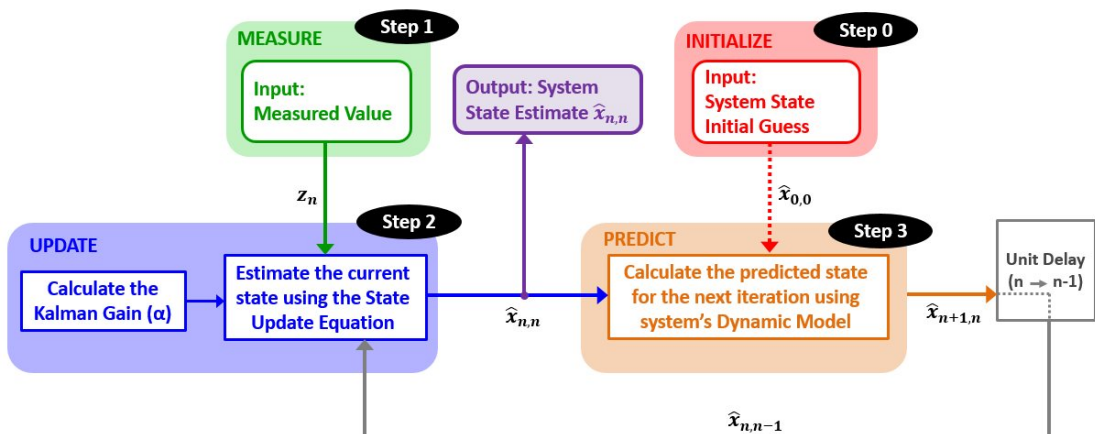 Step 1
MEASURE
Input:
Measured Value
Output: System
State Estimate x̂n,n
Step 0
INITIALIZE
Input:
System State
Initial Guess
zn
x̂0,0
Step 2
UPDATE
Calculate the
Kalman Gain (α)
Estimate the current
state using the State
Update Equation
x̂n,n
Step 3
PREDICT
Calculate the predicted state
for the next iteration using
system’s Dynamic Model
x̂n+1,n
Unit Delay
(n → n-1)
x̂n,n−1